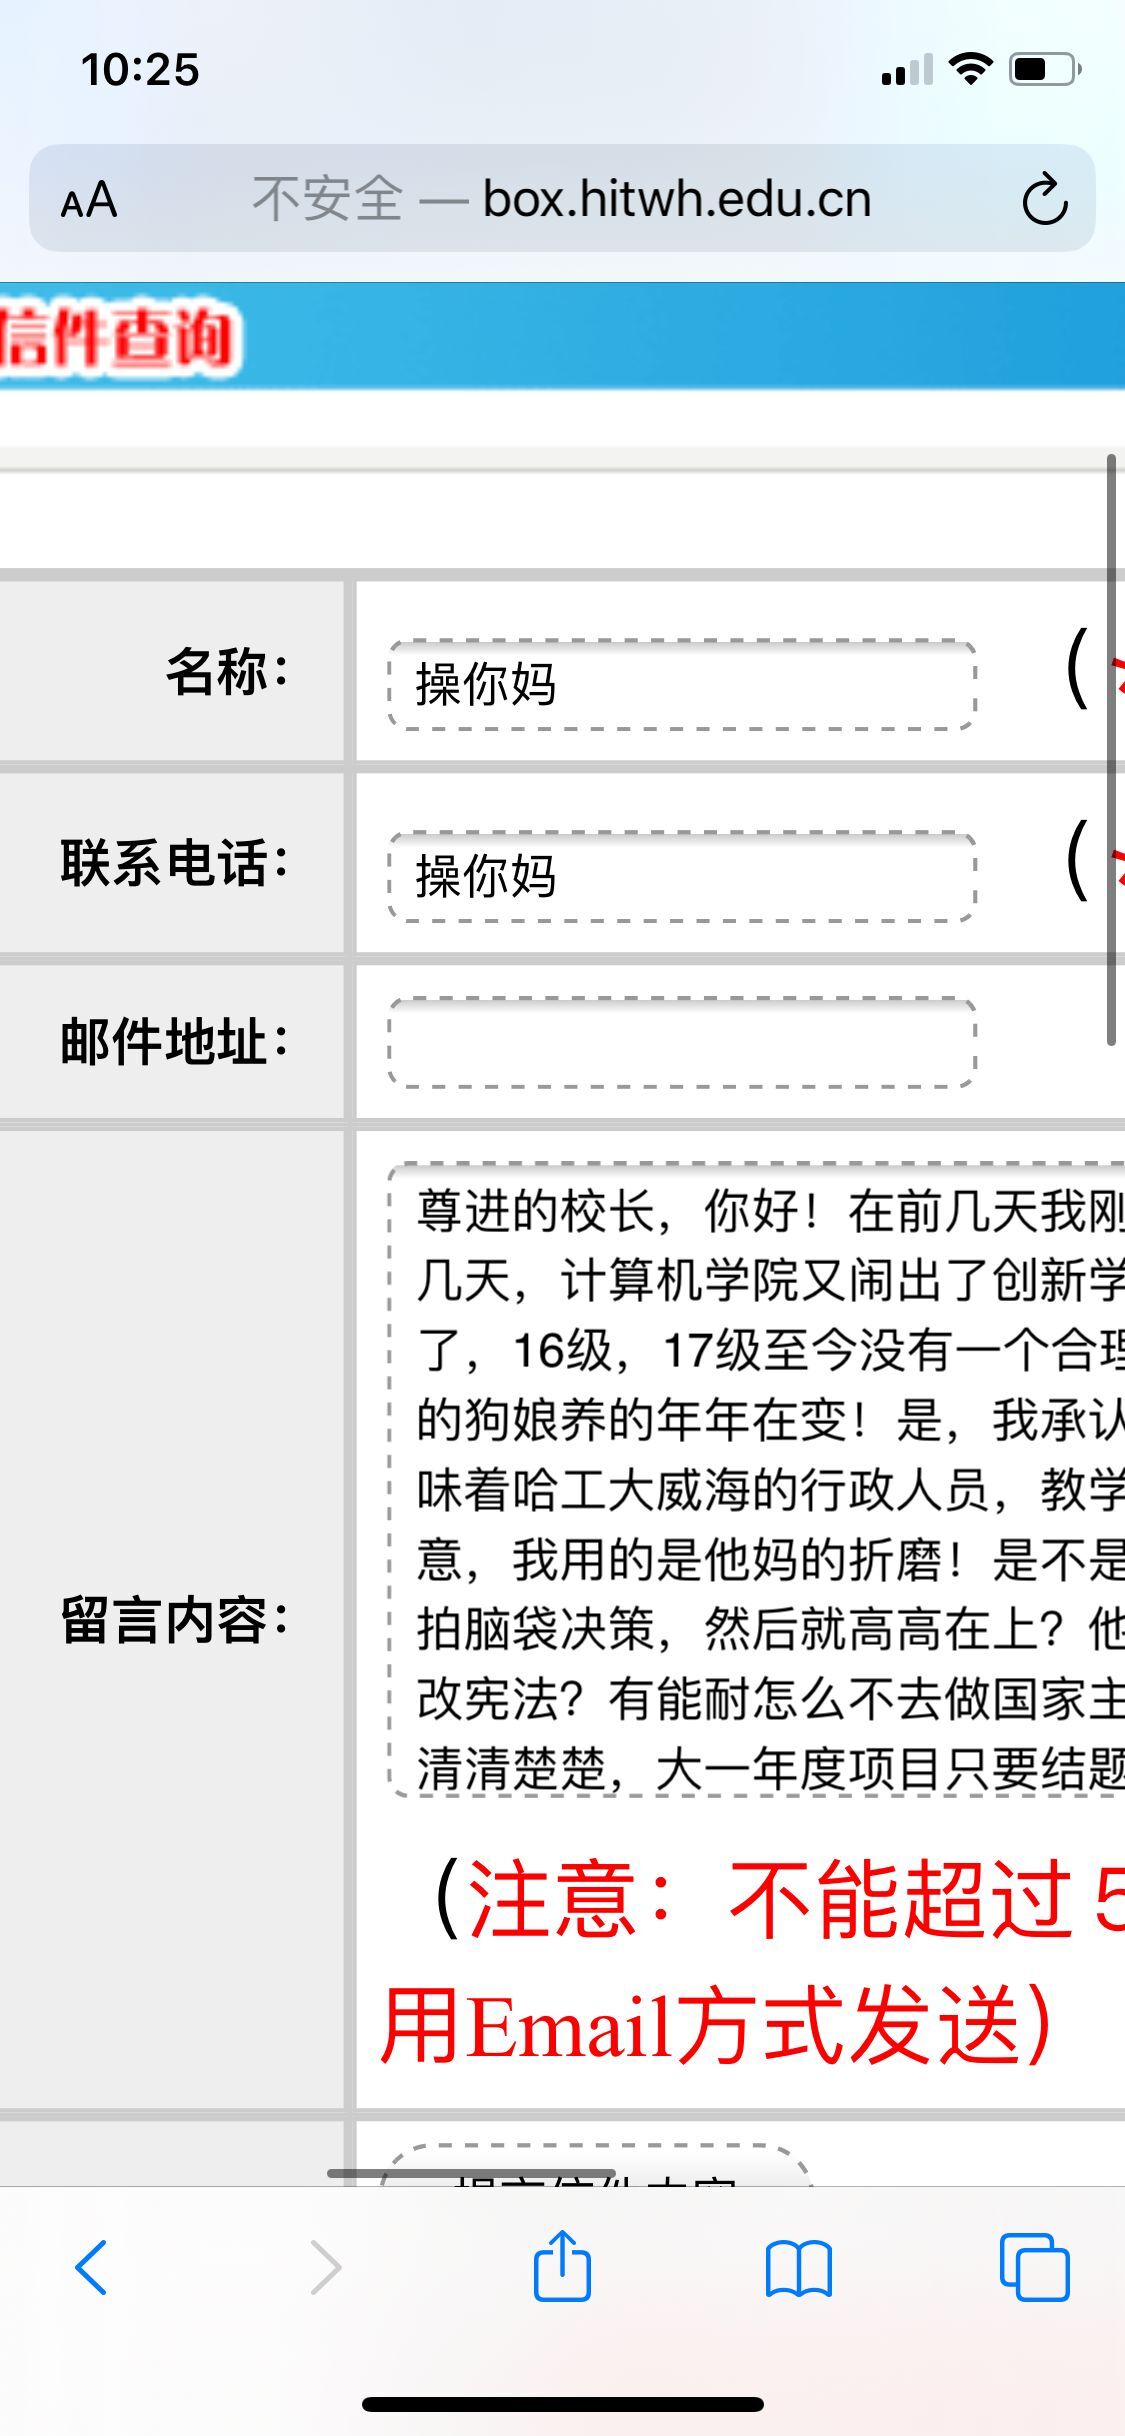 10:25
AA 不安全 — box.hitwh.edu.cn
信件查询
名称：
操你妈
(
联系电话：
操你妈
(
邮件地址：
尊进的校长，你好！在前几天我刚
几天，计算机学院又闹出了创新学
了，16级，17级至今没有一个合理
的狗娘养的年年在变！是，我承认
味着哈工大威海的行政人员，教学
意，我用的是他妈的折磨！是不是
拍脑袋决策，然后就高高在上？他
改宪法？有能耐怎么不去做国家主
清清楚楚，大一年度项目只要结题
留言内容：
（注意：不能超过5
用Email方式发送）